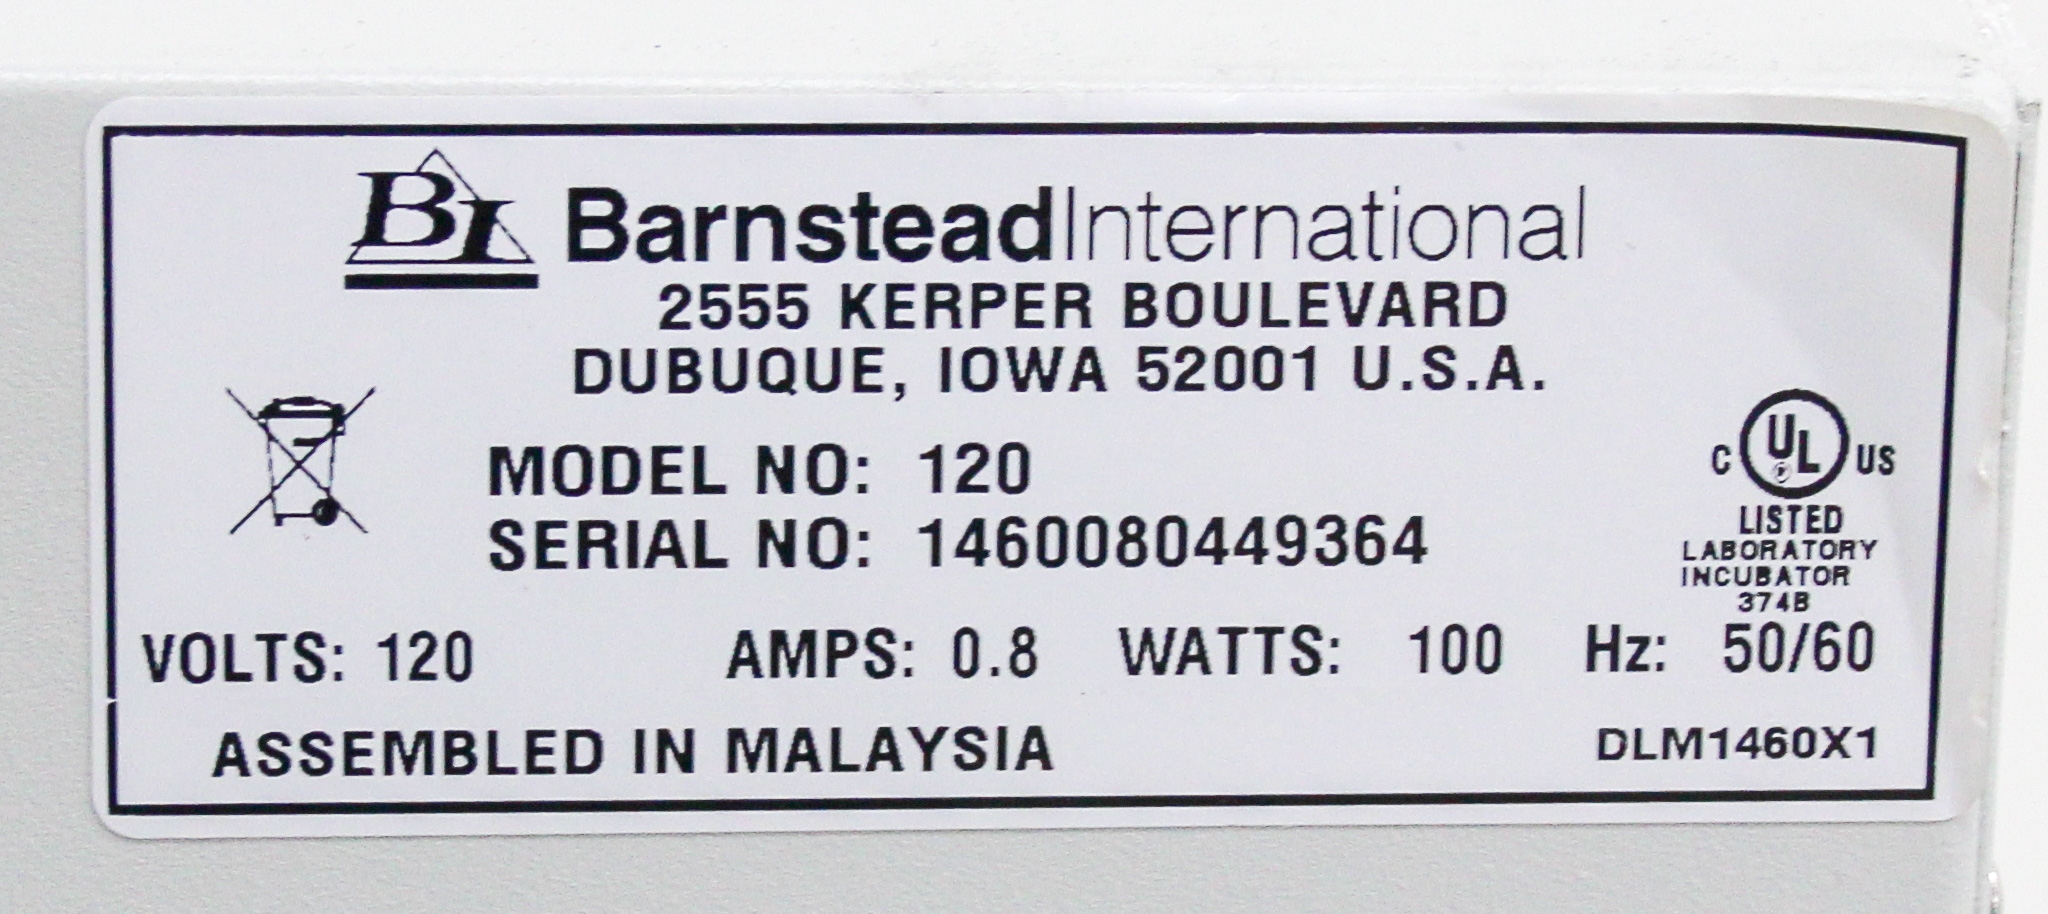 BI BarnsteadInternational
2555 KERPER BOULEVARD
DUBUQUE, IOWA 52001 U.S.A.
MODEL NO: 120
SERIAL NO: 1460080449364
C UL US
LISTED
LABORATORY
INCUBATOR
374B
VOLTS: 120 AMPS: 0.8 WATTS: 100 Hz: 50/60
ASSEMBLED IN MALAYSIA DLM1460X1